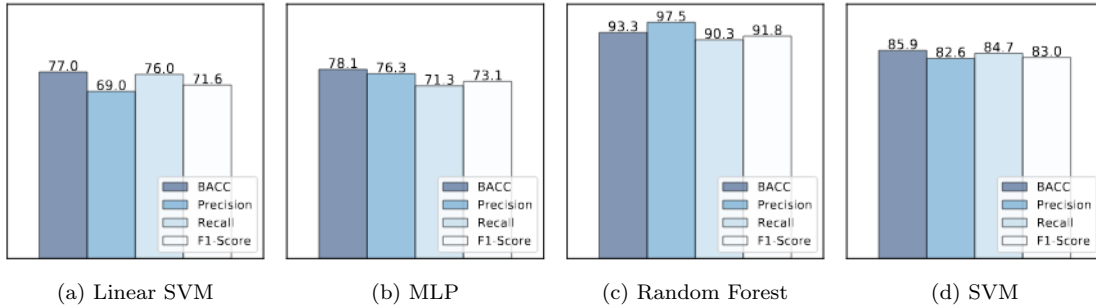 77.0
69.0
76.0
71.6
BACC
Precision
Recall
F1-Score
(a) Linear SVM
78.1
76.3
71.3
73.1
BACC
Precision
Recall
F1-Score
(b) MLP
93.3
97.5
90.3
91.8
BACC
Precision
Recall
F1-Score
(c) Random Forest
85.9
82.6
84.7
83.0
BACC
Precision
Recall
F1-Score
(d) SVM